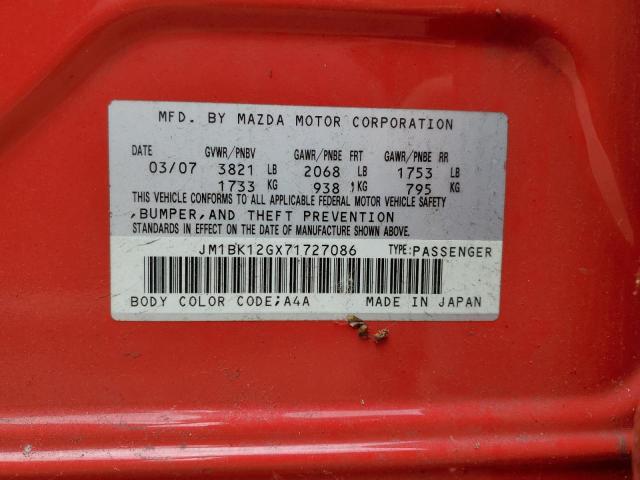 MFD. BY MAZDA MOTOR CORPORATION
DATE GVWR/PNBV GAWR/PNBE FRT GAWR/PNBE RR
03/07 3821 LB 2068 LB 1753 LB
1733 KG 938 KG 795 KG
THIS VEHICLE CONFORMS TO ALL APPLICABLE FEDERAL MOTOR VEHICLE SAFETY
,BUMPER,AND THEFT PREVENTION
STANDARDS IN EFFECT ON THE DATE OF MANUFACTURE SHOWN ABOVE.
JM1BK12GX71727086 TYPE:PASSENGER
BODY COLOR CODE;A4A MADE IN JAPAN